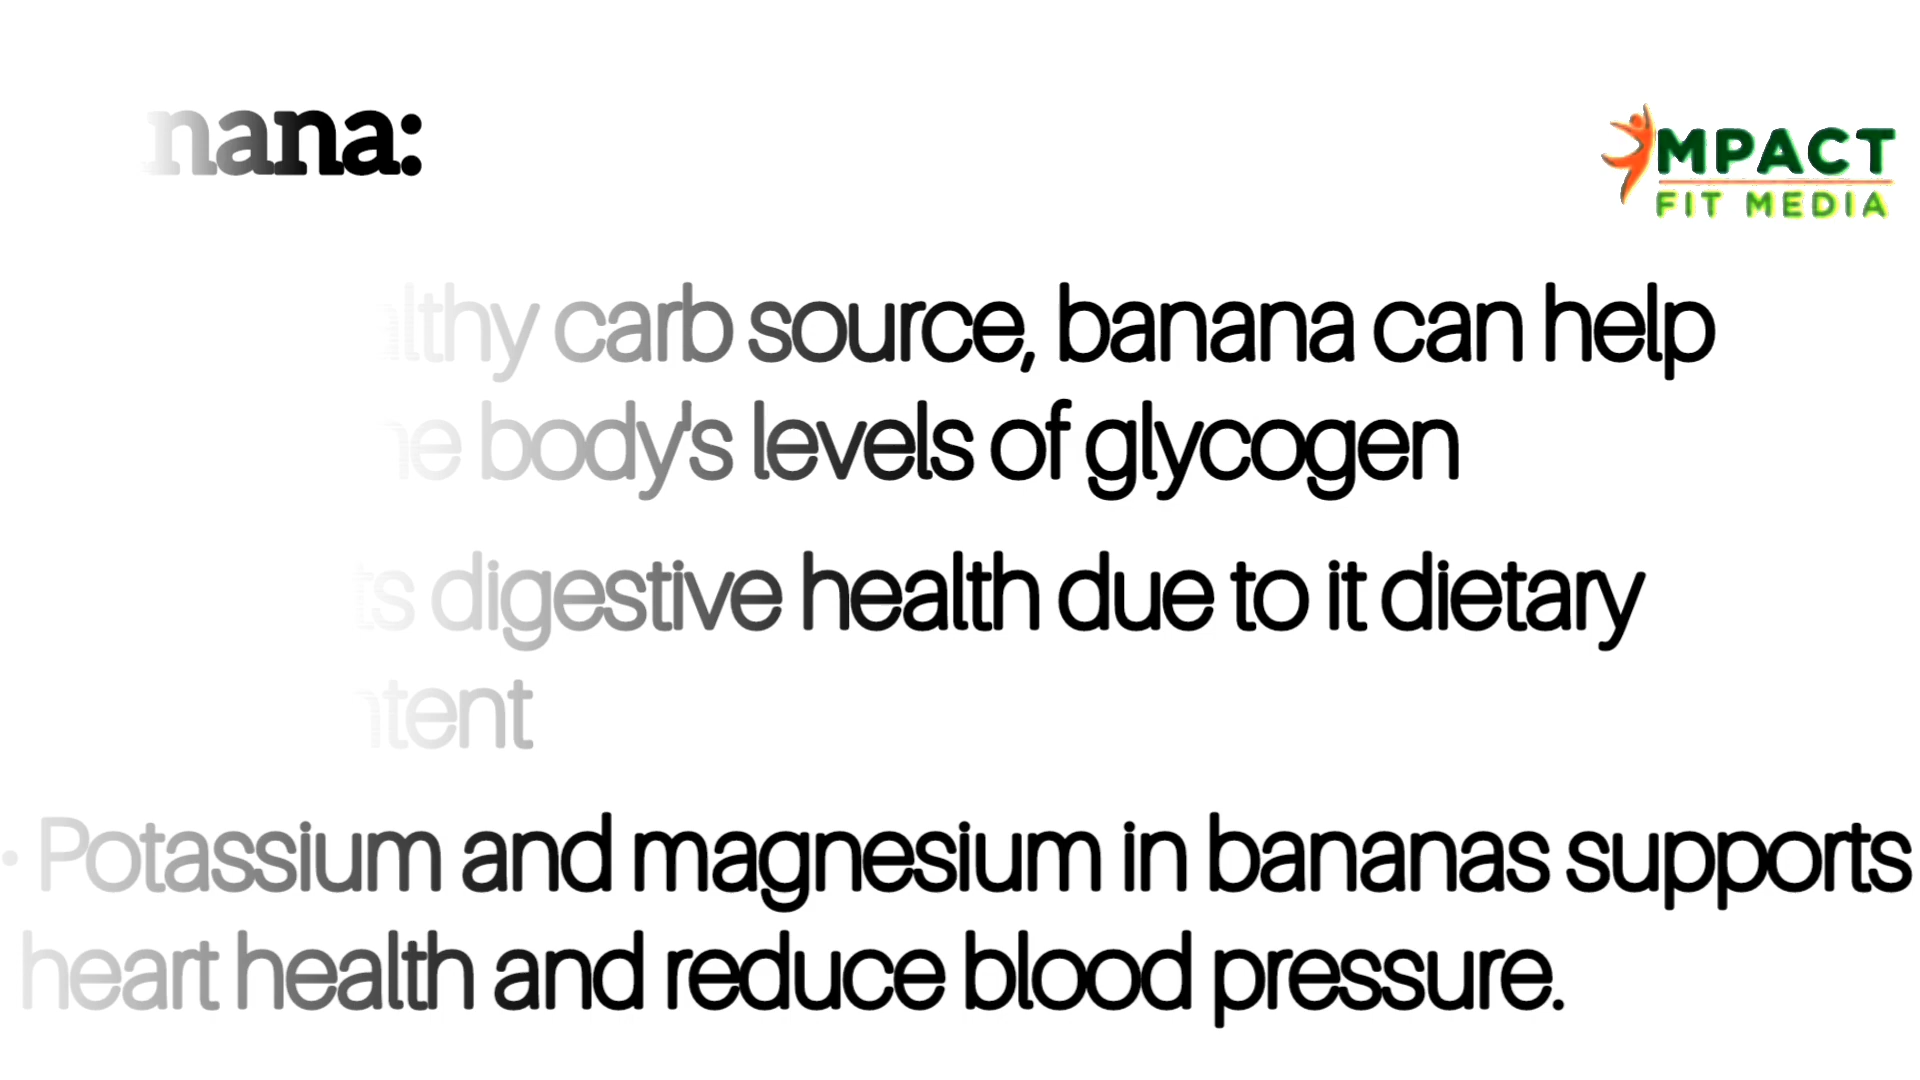 nana:
MPACT
FIT MEDIA
lthy carb source, banana can help
body's levels of glycogen
digestive health due to it dietary
tent
· Potassium and magnesium in bananas supports
heart health and reduce blood pressure.